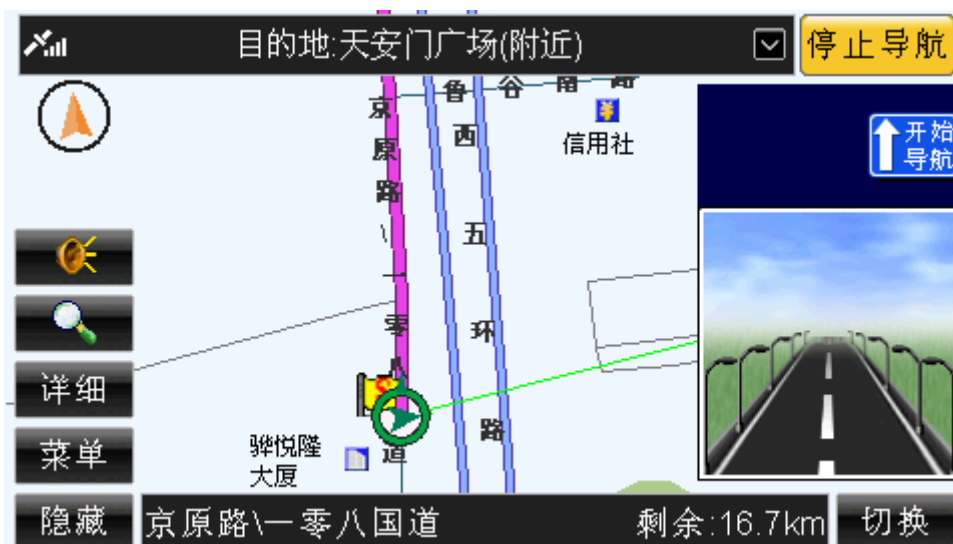 目的地:天安门广场(附近)
停止导航
鲁谷南路
京原路\一零八
道
西五环路
信用社
开始
导航
详细
菜单
骅悦隆
大厦
隐藏
京原路\一零八国道
剩余:16.7km
切换